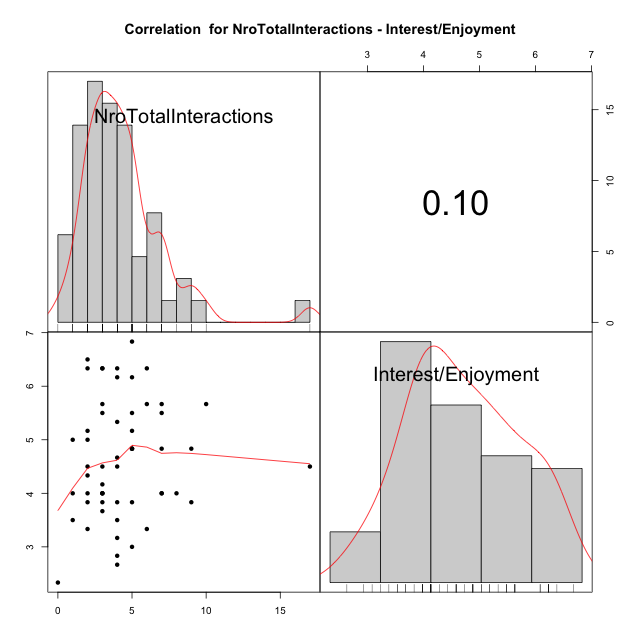 Correlation  for NroTotalInteractions - Interest/Enjoyment
3 4 5 6 7
NroTotalInteractions
0.10
15
10
5
0
7
6
5
4
3
Interest/Enjoyment
0 5 10 15